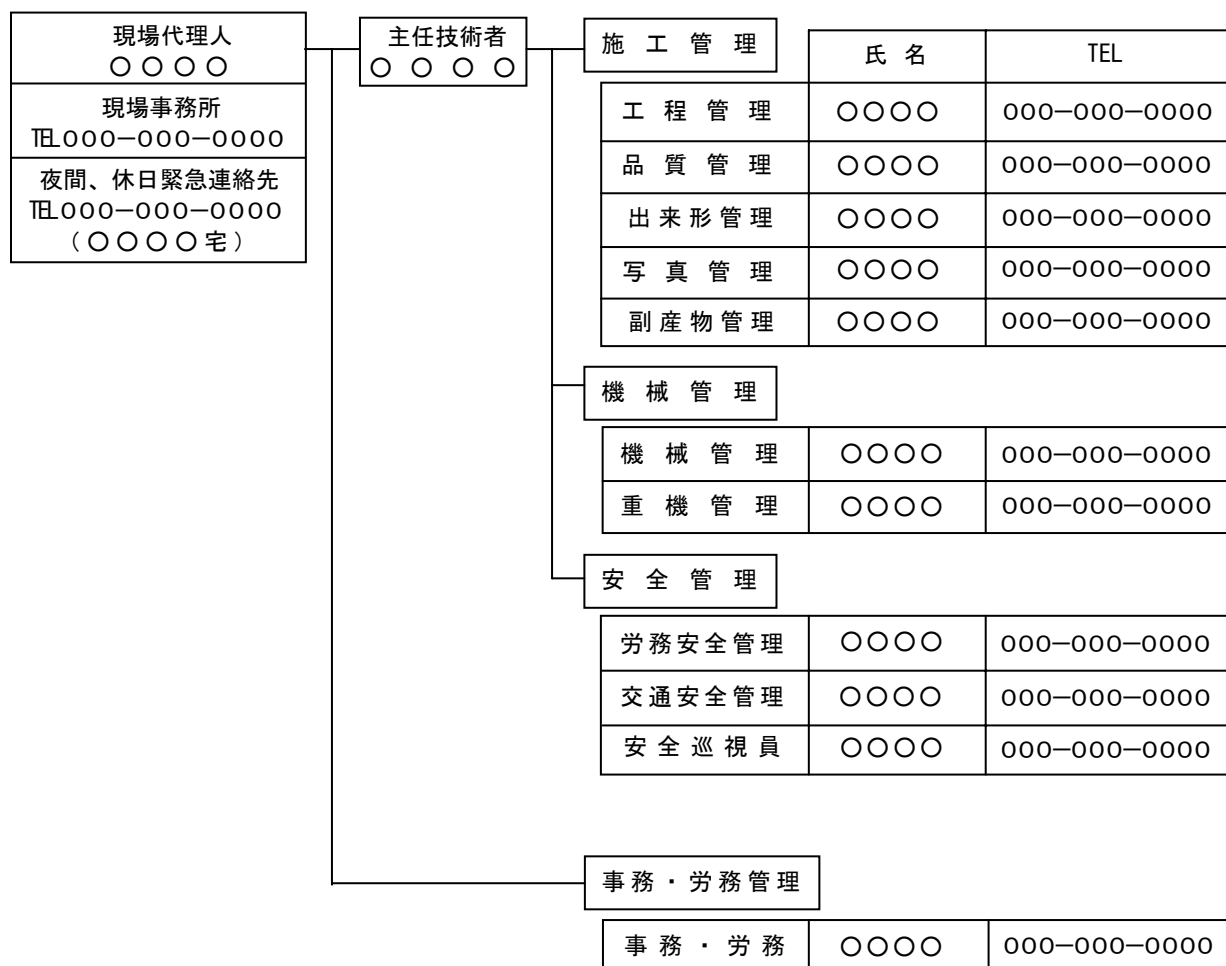 現場代理人
〇〇〇〇
現場事務所
TEL000-000-0000
夜間、休日緊急連絡先
TEL000-000-0000
(〇〇〇〇宅)
主任技術者
〇〇〇〇
施工管理
氏名 TEL
工程管理 〇〇〇〇 000-000-0000
品質管理 〇〇〇〇 000-000-0000
出来形管理 〇〇〇〇 000-000-0000
写真管理 〇〇〇〇 000-000-0000
副産物管理 〇〇〇〇 000-000-0000
機械管理
機械管理 〇〇〇〇 000-000-0000
重機管理 〇〇〇〇 000-000-0000
安全管理
労務安全管理 〇〇〇〇 000-000-0000
交通安全管理 〇〇〇〇 000-000-0000
安全巡視員 〇〇〇〇 000-000-0000
事務・労務管理
事務・労務 〇〇〇〇 000-000-0000